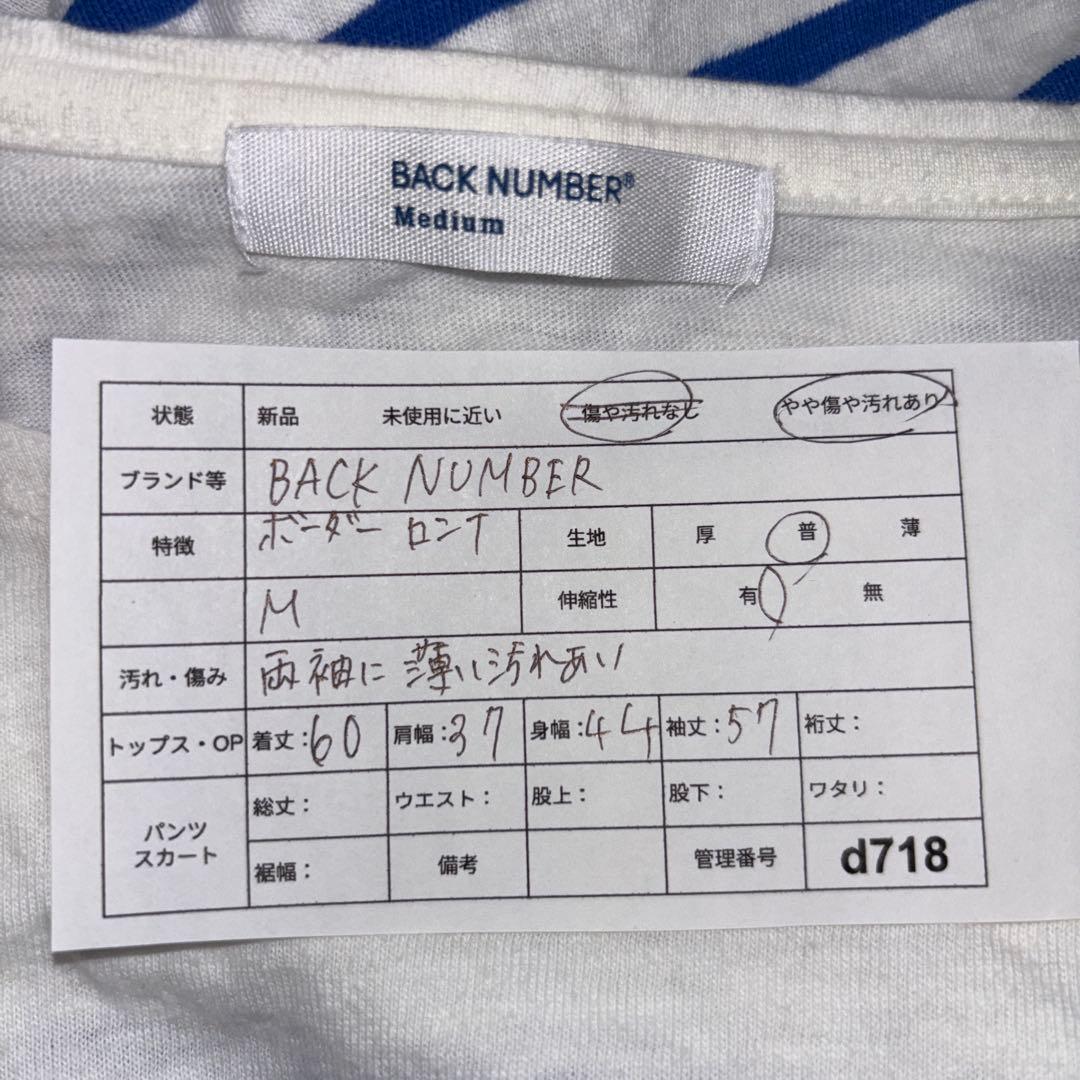 BACK NUMBER®
Medium
状態 新品 未使用に近い 傷や汚れなし やや傷や汚れあり
ブランド等 BACK NUMBER
特徴 ボーダー ロンT 生地 厚 普 薄
M 伸縮性 有 無
汚れ・傷み 両袖に薄い汚れあり
トップス・OP 着丈:60 肩幅:37 身幅:44 袖丈:57 裄丈:
パンツ
スカート
総丈: ウエスト: 股上: 股下: ワタリ:
裾幅: 備考 管理番号 d718